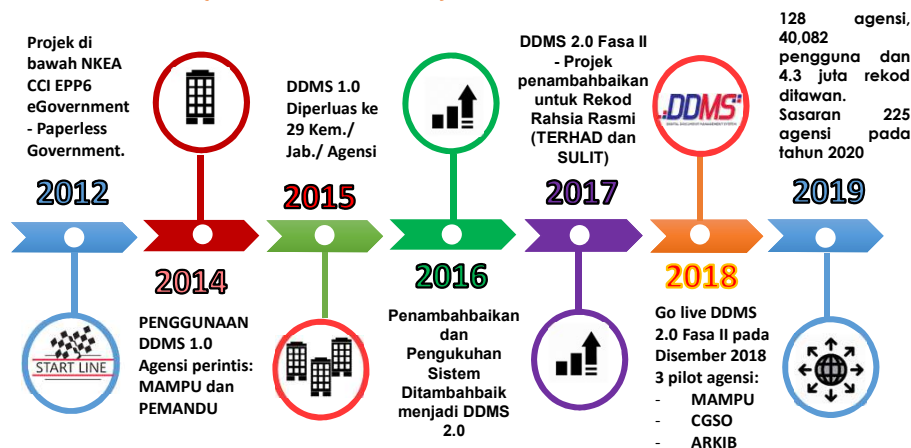 Projek di
bawah NKEA
CCI EPP6
eGovernment
- Paperless
Government.
2012
START LINE
2014
PENGGUNAAN
DDMS 1.0
Agensi perintis:
MAMPU dan
PEMANDU
DDMS 1.0
Diperluas ke
29 Kem./
Jab./ Agensi
2015
2016
Penambahbaikan
dan
Pengukuhan
Sistem
Ditambahbaik
menjadi DDMS
2.0
DDMS 2.0 Fasa II
- Projek
penambahbaikan
untuk Rekod
Rahsia Rasmi
(TERHAD dan
SULIT)
2017
DDMS
DIGITAL DOCUMENT MANAGEMENT SYSTEM
2018
Go live DDMS
2.0 Fasa II pada
Disember 2018
3 pilot agensi:
- MAMPU
- CGSO
- ARKIB
128 agensi,
40,082
pengguna dan
4.3 juta rekod
ditawan.
Sasaran 225
agensi pada
tahun 2020
2019